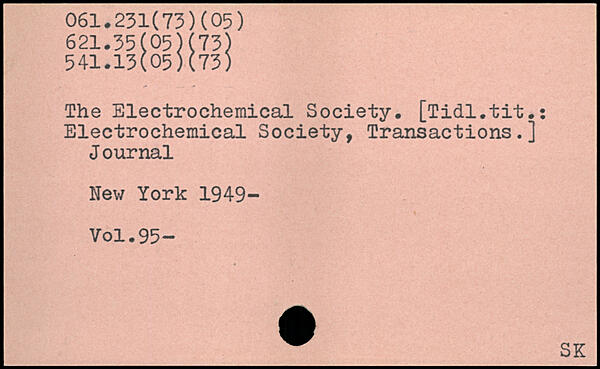 061.231(73)(05)
621.35(05)(73)
541.13(05)(73)
The Electrochemical Society. [Tidl.tit.:
Electrochemical Society, Transactions.]
Journal
New York 1949-
Vol.95-
SK